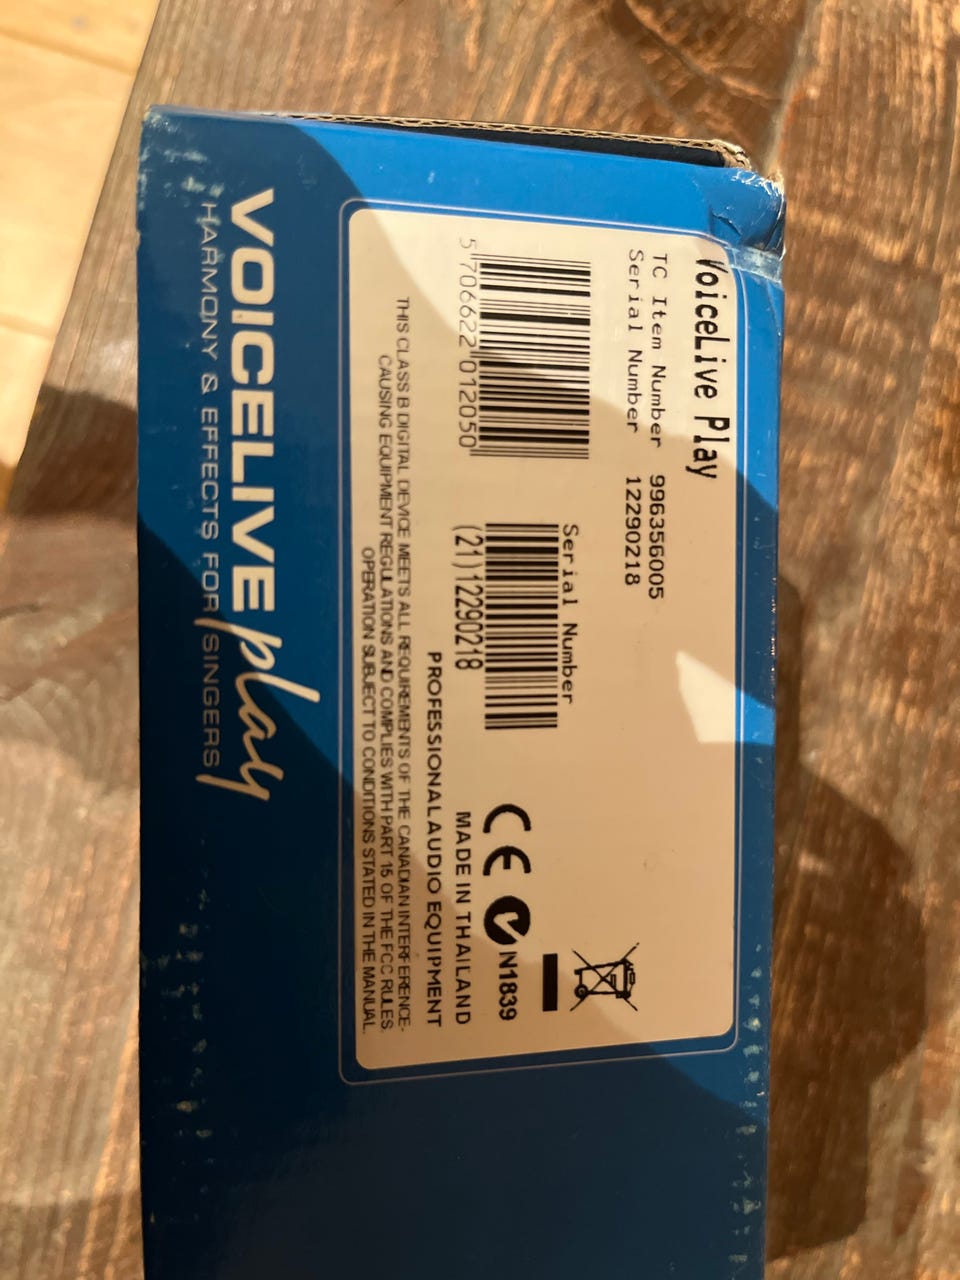 VoiceLive Play
TC Item Number 996356005
Serial Number 12290218
Serial Number
5 706622 012050
(21)12290218
N1839
MADE IN THAILAND
PROFESSIONAL AUDIO EQUIPMENT
THIS CLASS B DIGITAL DEVICE MEETS ALL REQUIREMENTS OF THE CANADIAN INTERFERENCE-
CAUSING EQUIPMENT REGULATIONS AND COMPLIES WITH PART 15 OF THE FCC RULES.
OPERATION SUBJECT TO CONDITIONS STATED IN THE MANUAL.
VOICELIVE play
HARMONY & EFFECTS FOR SINGERS